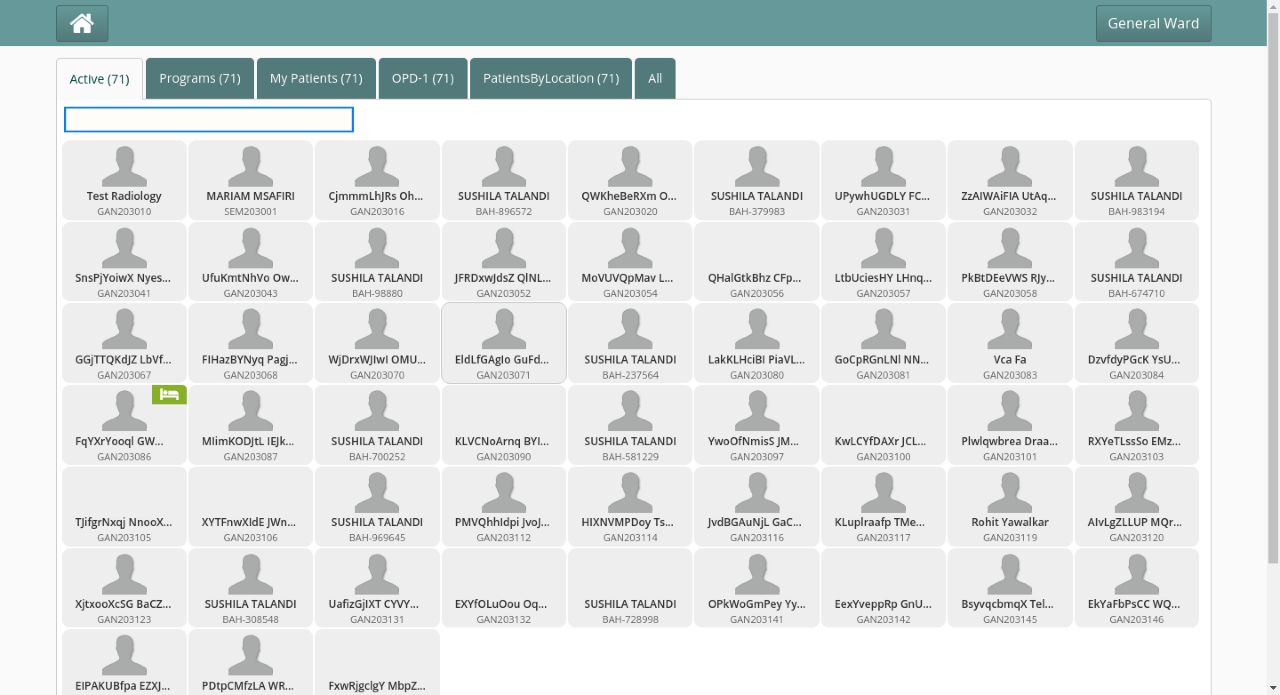 General Ward
Active (71) Programs (71) My Patients (71) OPD-1 (71) PatientsByLocation (71) All
Test Radiology MARIAM MSAFIRI CjmmmLhJRs Oh... SUSHILA TALANDI QWKheBeRXm O... SUSHILA TALANDI UPywhUGDLY FC... ZzAIWAiFIA UtAq... SUSHILA TALANDI
GAN203010 SEM203001 GAN203016 BAH-896572 GAN203020 BAH-379983 GAN203031 GAN203032 BAH-983194
SnsPjYoiwX Nyes... UfuKmtNhVo Ow... SUSHILA TALANDI JFRDxwJdsZ QlNL... MoVUVQpMav L... QHalGtkBhz CFp... LtbUciesHY LHnq... PkBtDEeVWS RJy... SUSHILA TALANDI
GAN203041 GAN203043 BAH-98880 GAN203052 GAN203054 GAN203056 GAN203057 GAN203058 BAH-674710
GGjTTQKdJZ LbVf... FIHazBYNyq Pagj... WjDrxWJIwI OMU... EldLfGAgIo GuFd... SUSHILA TALANDI LakKLHciBI PiaVL... GoCpRGnLNl NN... Vca Fa DzvfdyPGcK YsU...
GAN203067 GAN203068 GAN203070 GAN203071 BAH-237564 GAN203080 GAN203081 GAN203083 GAN203084
FqYXrYooql GW... MIimKODJtL IEJk... SUSHILA TALANDI KLVCNoArnq BYI... SUSHILA TALANDI YwoOfNmisS JM... KwLCYfDAXr JCL... Plwlqwbrea Draa... RXYeTLssSo EMz...
GAN203086 GAN203087 BAH-700252 GAN203090 BAH-581229 GAN203097 GAN203100 GAN203101 GAN203103
TJifgrNxqj NnooX... XYTFnwXIdE JWn... SUSHILA TALANDI PMVQhhIdpi JvoJ... HIXNVMPDoy Ts... JvdBGAuNjL GaC... KLuplraafp TMe... Rohit Yawalkar AIvLgZLLUP MQr...
GAN203105 GAN203106 BAH-969645 GAN203112 GAN203114 GAN203116 GAN203117 GAN203119 GAN203120
XjtxooXcSG BaCZ... SUSHILA TALANDI UafizGjIXT CYVY... EXYfOLuOou Oq... SUSHILA TALANDI OPkWoGmPey Yy... EexYveppRp GnU... BsyvqcbmqX Tel... EkYaFbPsCC WQ...
GAN203123 BAH-308548 GAN203131 GAN203132 BAH-728998 GAN203141 GAN203142 GAN203145 GAN203146
EIPAKUBfpa EZXJ... PDtpCMfzLA WR... FxwRjgclgY MbpZ...